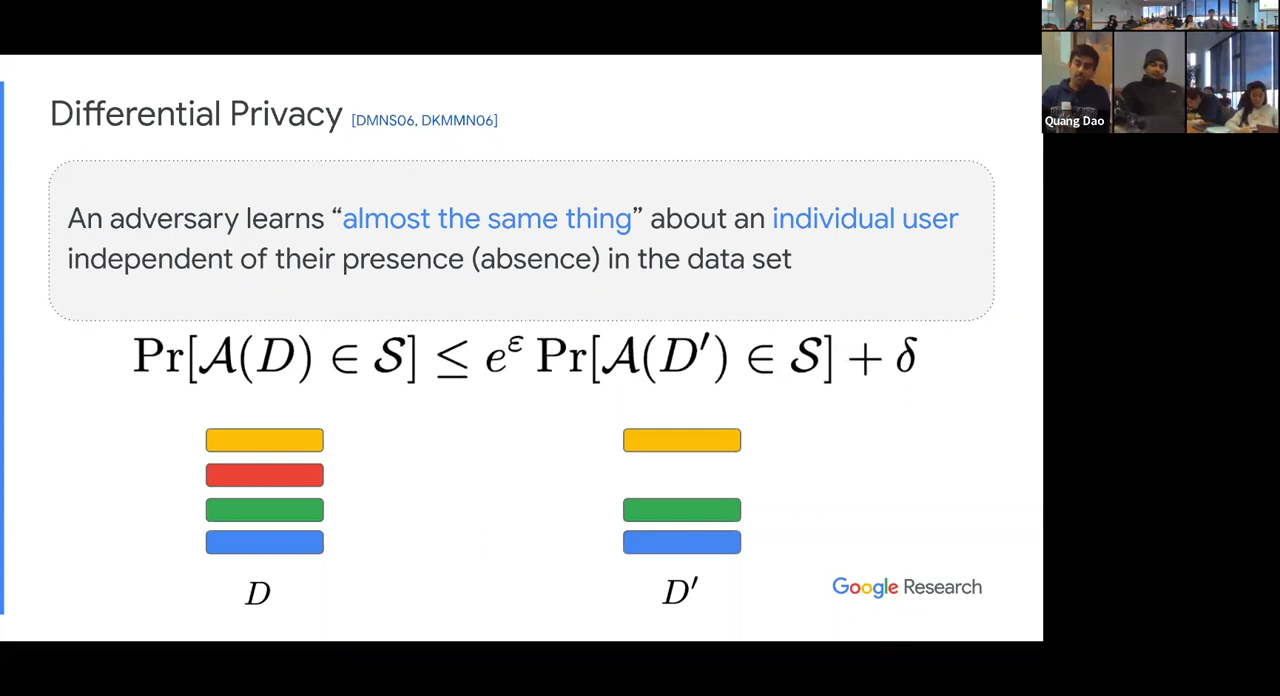 Differential Privacy [DMNS06, DKMMN06]
An adversary learns “almost the same thing” about an individual user
independent of their presence (absence) in the data set
Pr[𝒜(D) ∈ 𝒮] ≤ e^ε Pr[𝒜(D′) ∈ 𝒮] + δ
D
D′
Google Research
Quang Dao